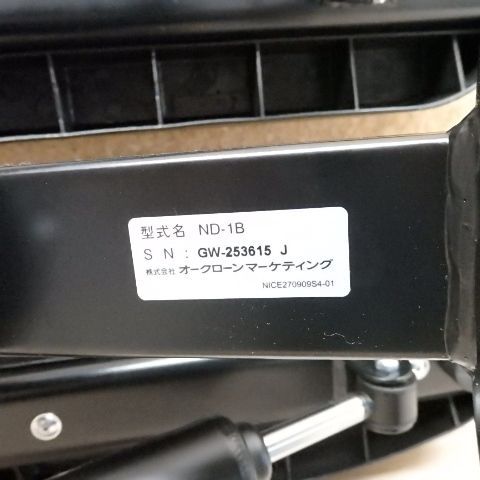 型式名 ND-1B
S N : GW-253615 J
株式会社 オークローンマーケティング
NICE270909S4-01